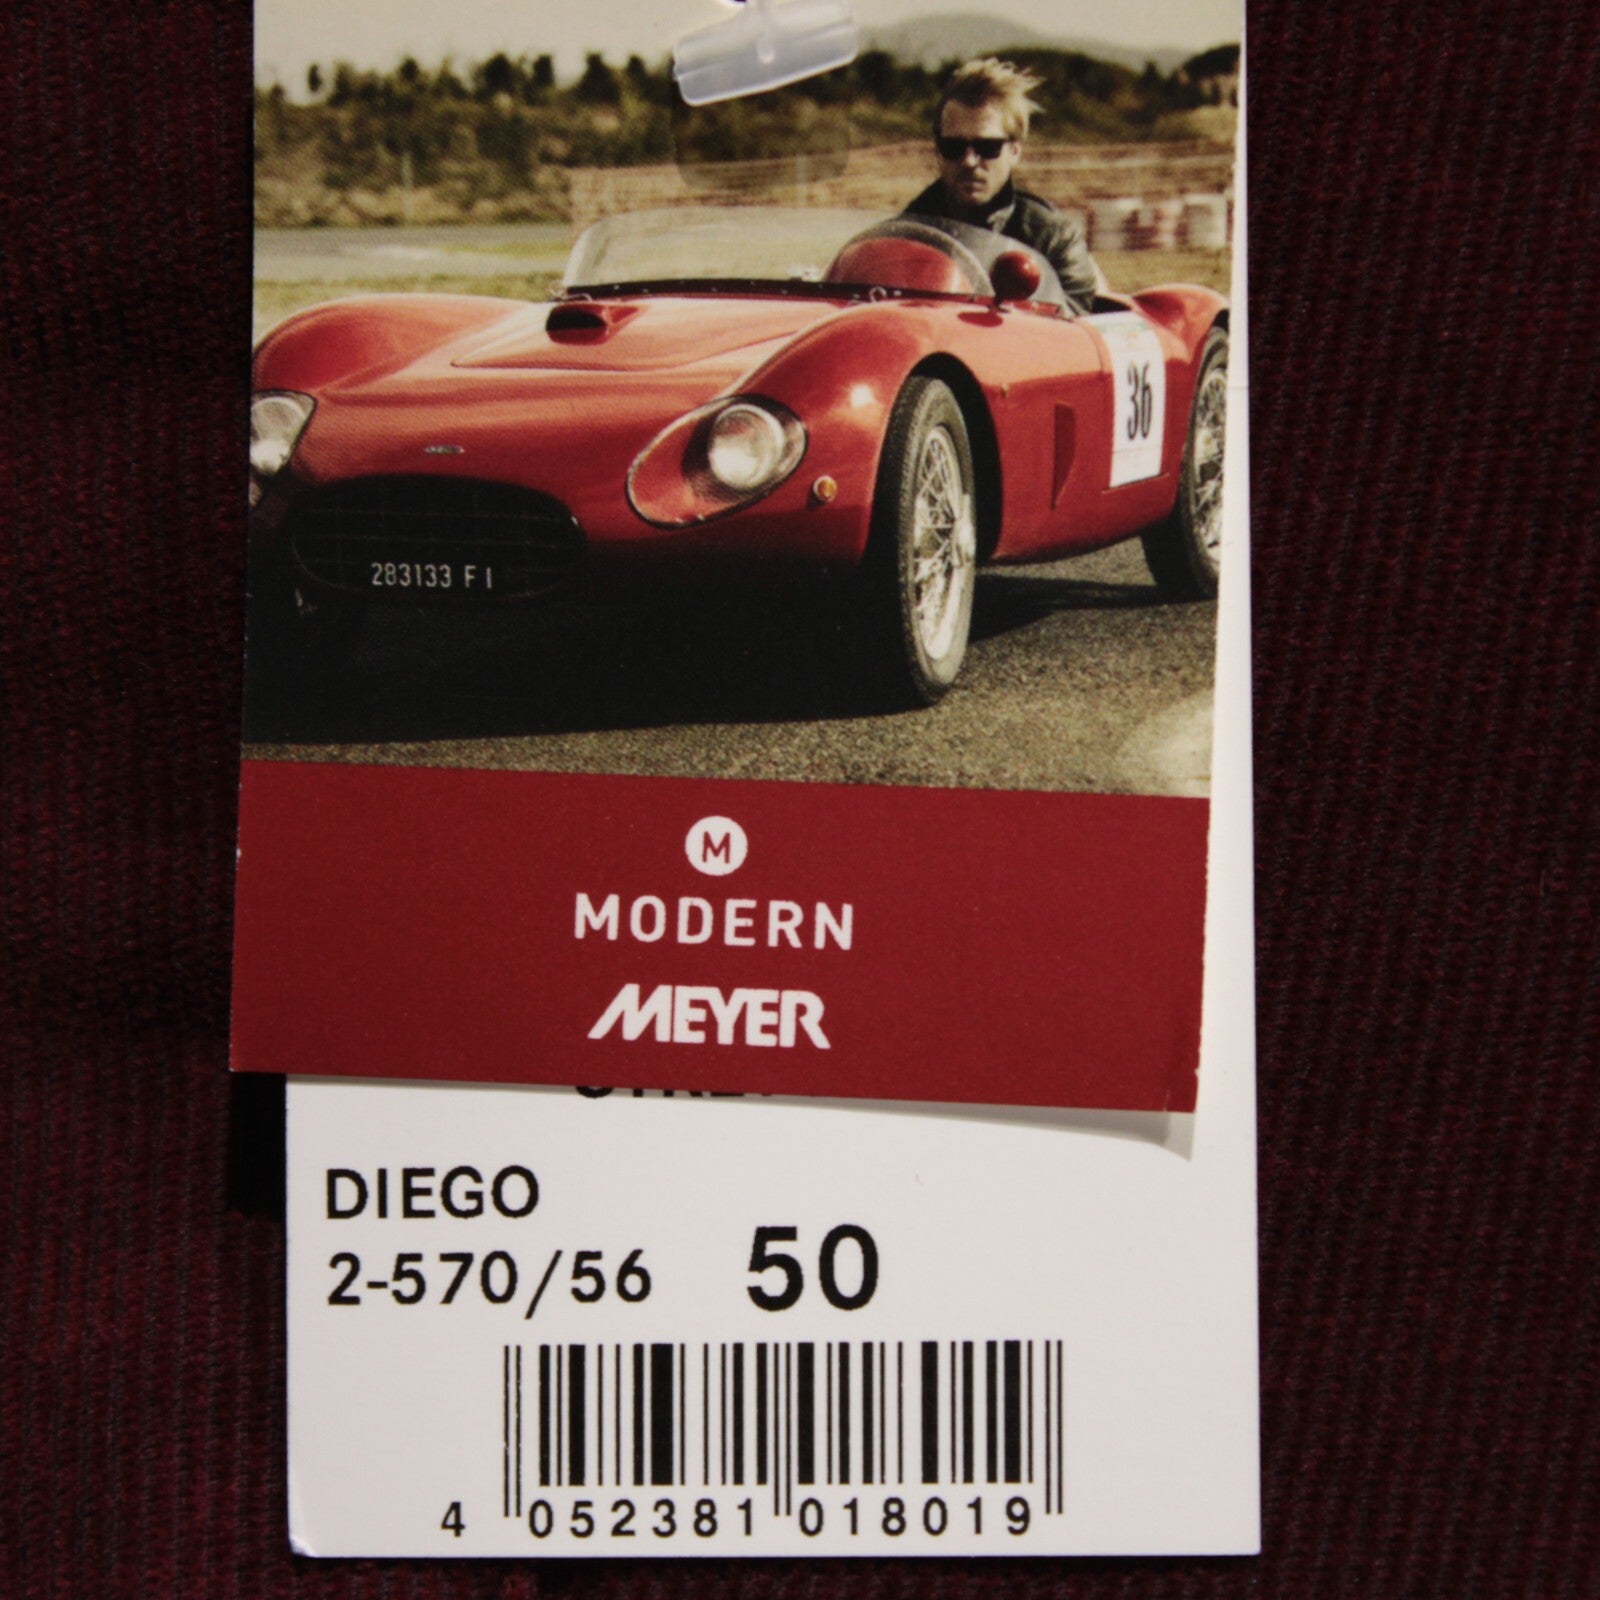 36
283133 F I
M
MODERN
MEYER
DIEGO
2-570/56 50
4 052381 018019